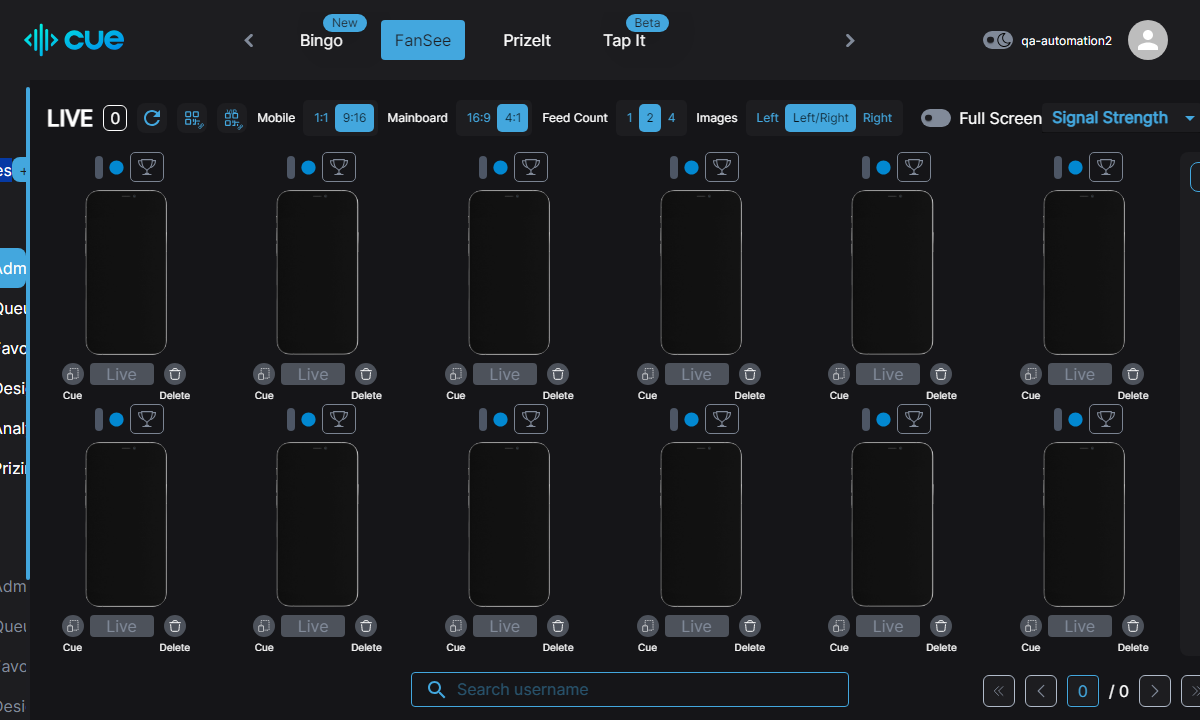 cue
New
Bingo
FanSee
PrizeIt
Beta
Tap It
qa-automation2
LIVE 0
Mobile 1:1 9:16
Mainboard 16:9 4:1
Feed Count 1 2 4
Images Left Left/Right Right
Full Screen
Signal Strength
es +
Adm
Queu
Favo
Desi
Anal
Prizin
Adm
Queu
Favo
Desi
Live Live Live Live Live Live
Cue Delete Cue Delete Cue Delete Cue Delete Cue Delete Cue Delete
Live Live Live Live Live Live
Cue Delete Cue Delete Cue Delete Cue Delete Cue Delete Cue Delete
Search username
0 / 0